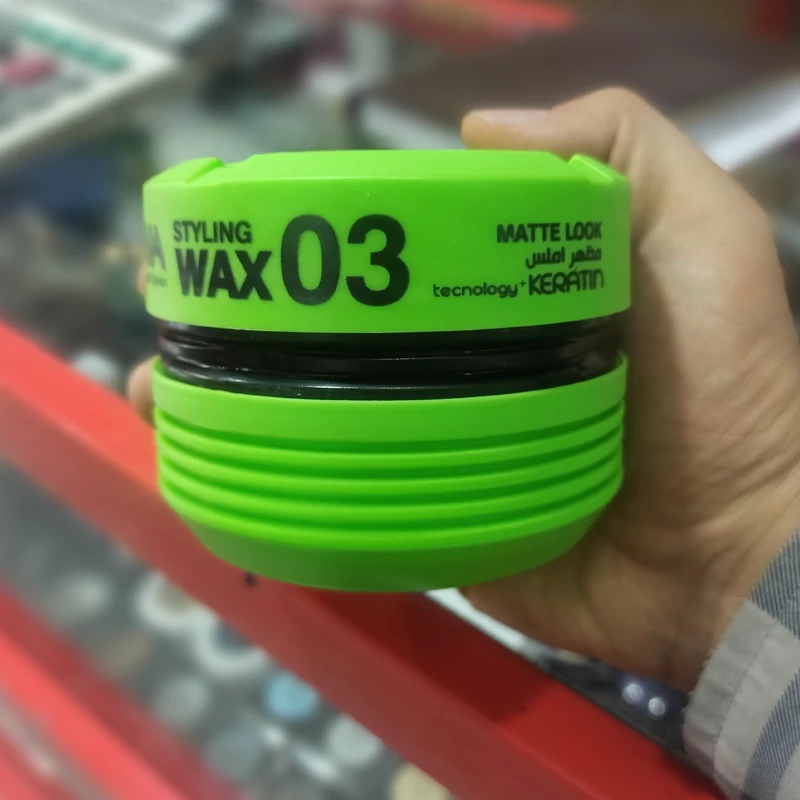 STYLING
WAX 03
MATTE LOOK
مظهر املس
tecnology+ KERATIN